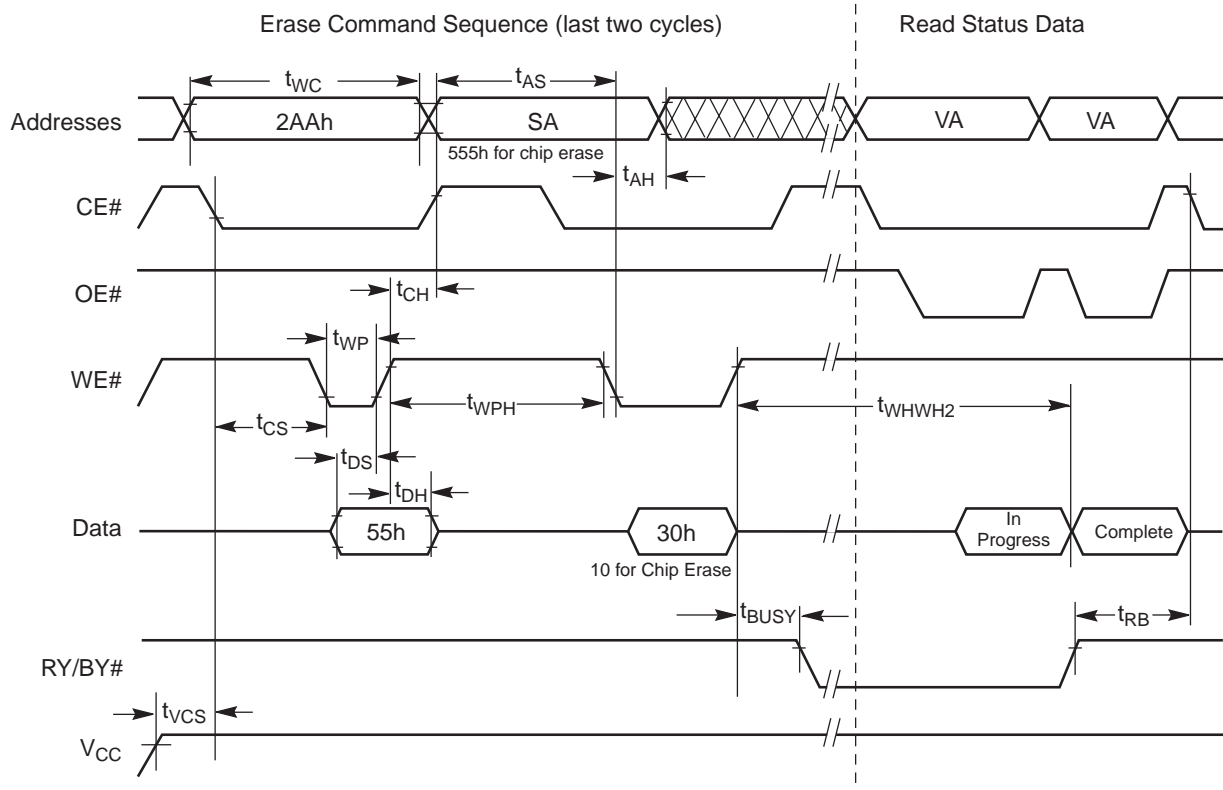 Erase Command Sequence (last two cycles)
Read Status Data
tWC
tAS
Addresses
2AAh
SA
VA
VA
555h for chip erase
tAH
CE#
OE#
tCH
tWP
WE#
tWPH
tWHWH2
tCS
tDS
tDH
Data
55h
30h
In
Progress
Complete
10 for Chip Erase
tBUSY
tRB
RY/BY#
tVCS
VCC